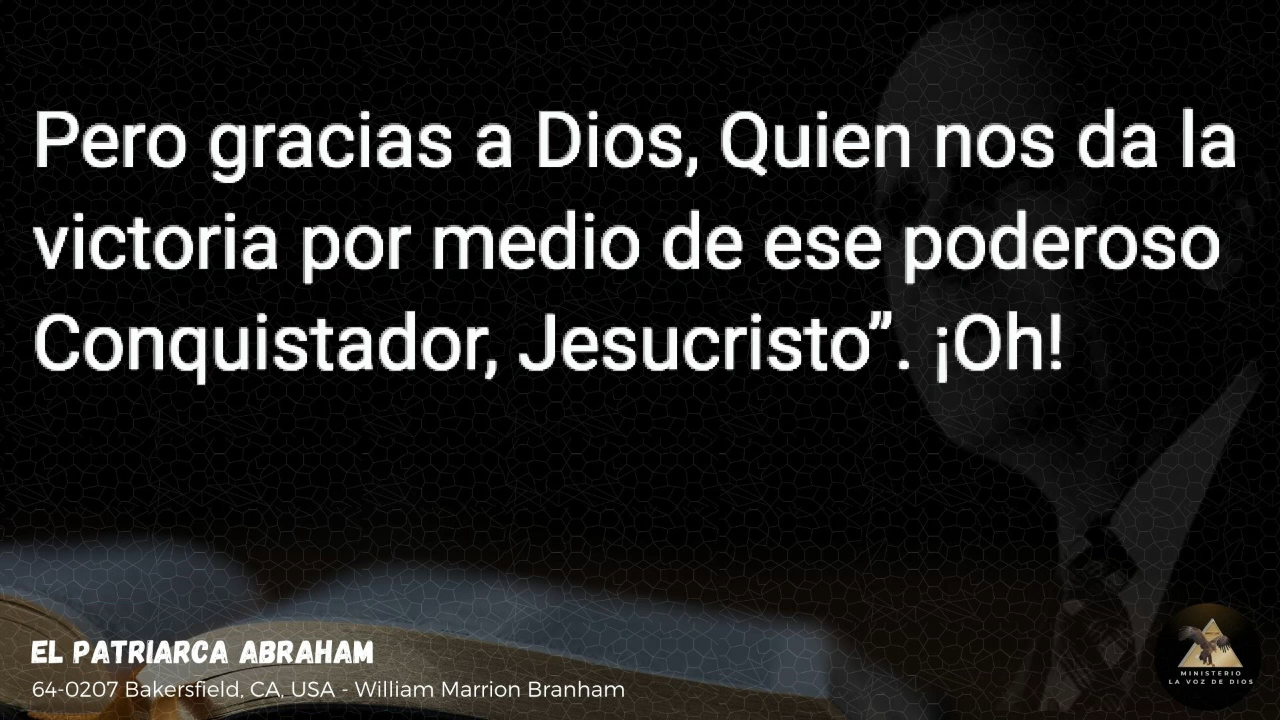 Pero gracias a Dios, Quien nos da la
victoria por medio de ese poderoso
Conquistador, Jesucristo”. ¡Oh!
EL PATRIARCA ABRAHAM
64-0207 Bakersfield, CA, USA - William Marrion Branham
MINISTERIO
LA VOZ DE DIOS